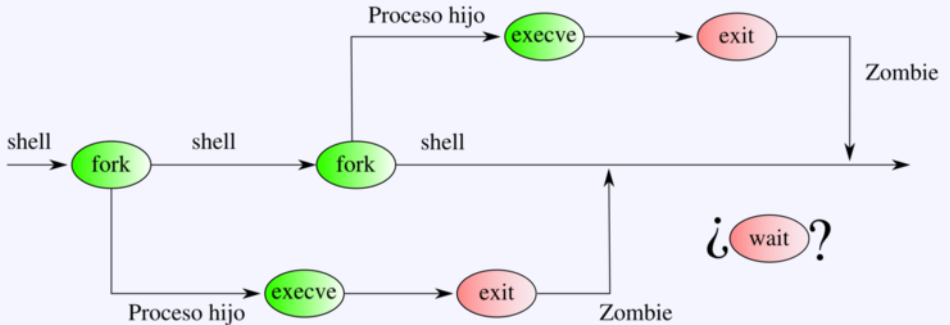 Proceso hijo
execve
exit
Zombie
shell
fork
shell
fork
shell
¿ wait ?
execve
exit
Proceso hijo
Zombie